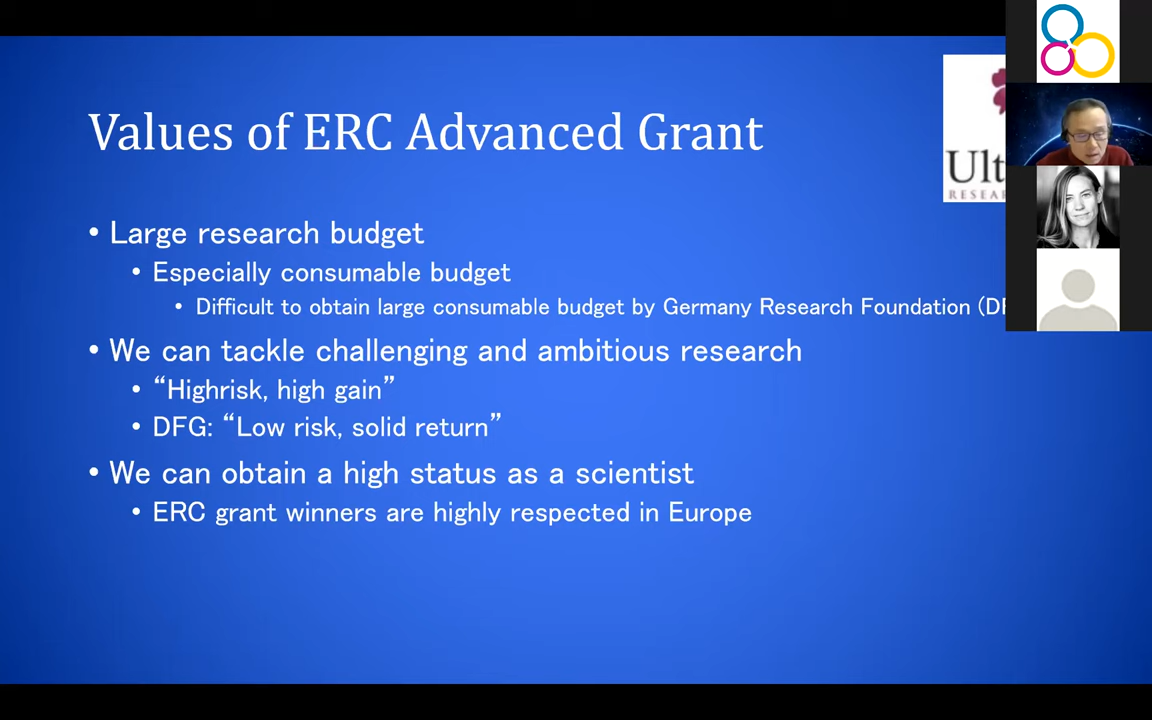 Values of ERC Advanced Grant
• Large research budget
• Especially consumable budget
• Difficult to obtain large consumable budget by Germany Research Foundation
• We can tackle challenging and ambitious research
• “Highrisk, high gain”
• DFG: “Low risk, solid return”
• We can obtain a high status as a scientist
• ERC grant winners are highly respected in Europe